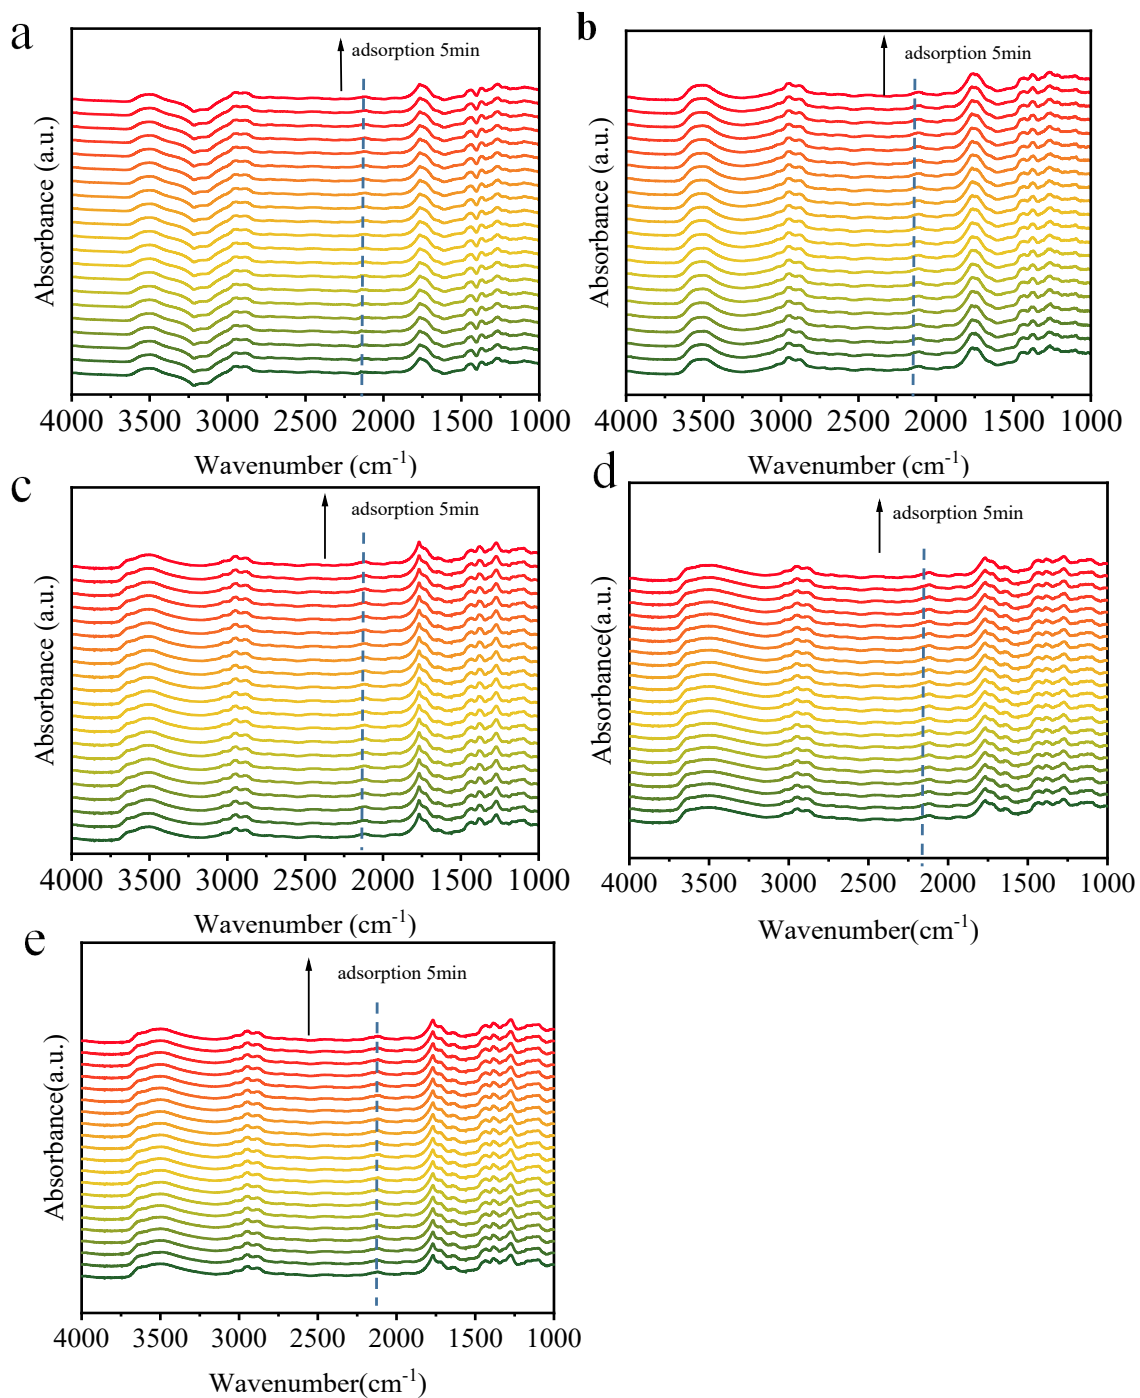 a
adsorption 5min
Absorbance (a.u.)
4000 3500 3000 2500 2000 1500 1000
Wavenumber (cm-1)
b
adsorption 5min
Absorbance (a.u.)
4000 3500 3000 2500 2000 1500 1000
Wavenumber (cm-1)
c
adsorption 5min
Absorbance (a.u.)
4000 3500 3000 2500 2000 1500 1000
Wavenumber (cm-1)
d
adsorption 5min
Absorbance(a.u.)
4000 3500 3000 2500 2000 1500 1000
Wavenumber(cm-1)
e
adsorption 5min
Absorbance(a.u.)
4000 3500 3000 2500 2000 1500 1000
Wavenumber(cm-1)